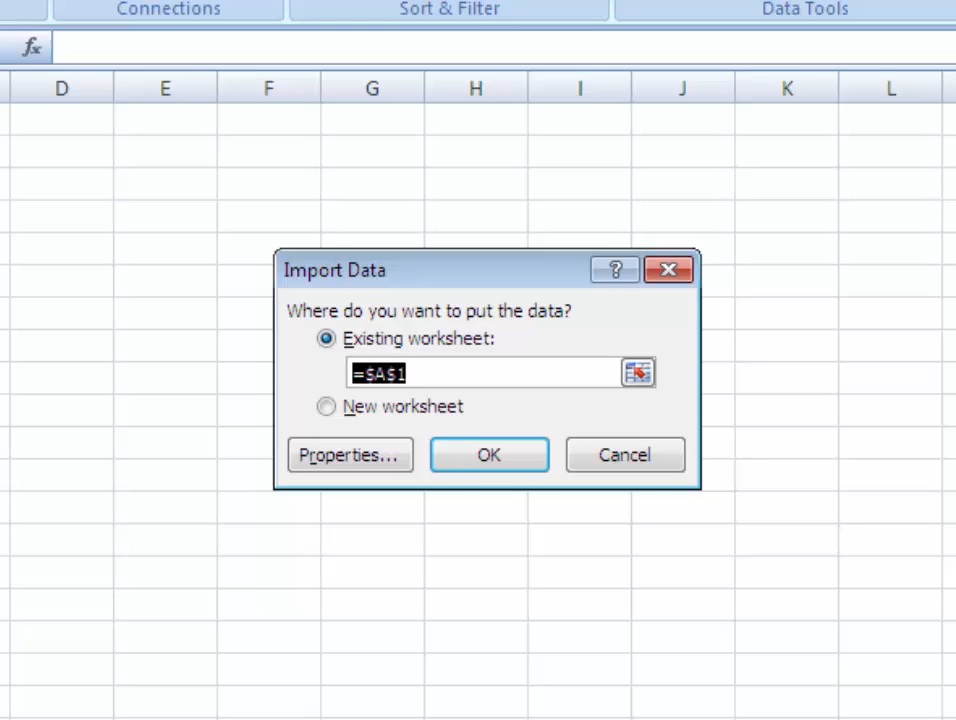 Connections Sort & Filter Data Tools
fx
D E F G H I J K L
Import Data
Where do you want to put the data?
Existing worksheet:
=$A$1
New worksheet
Properties... OK Cancel